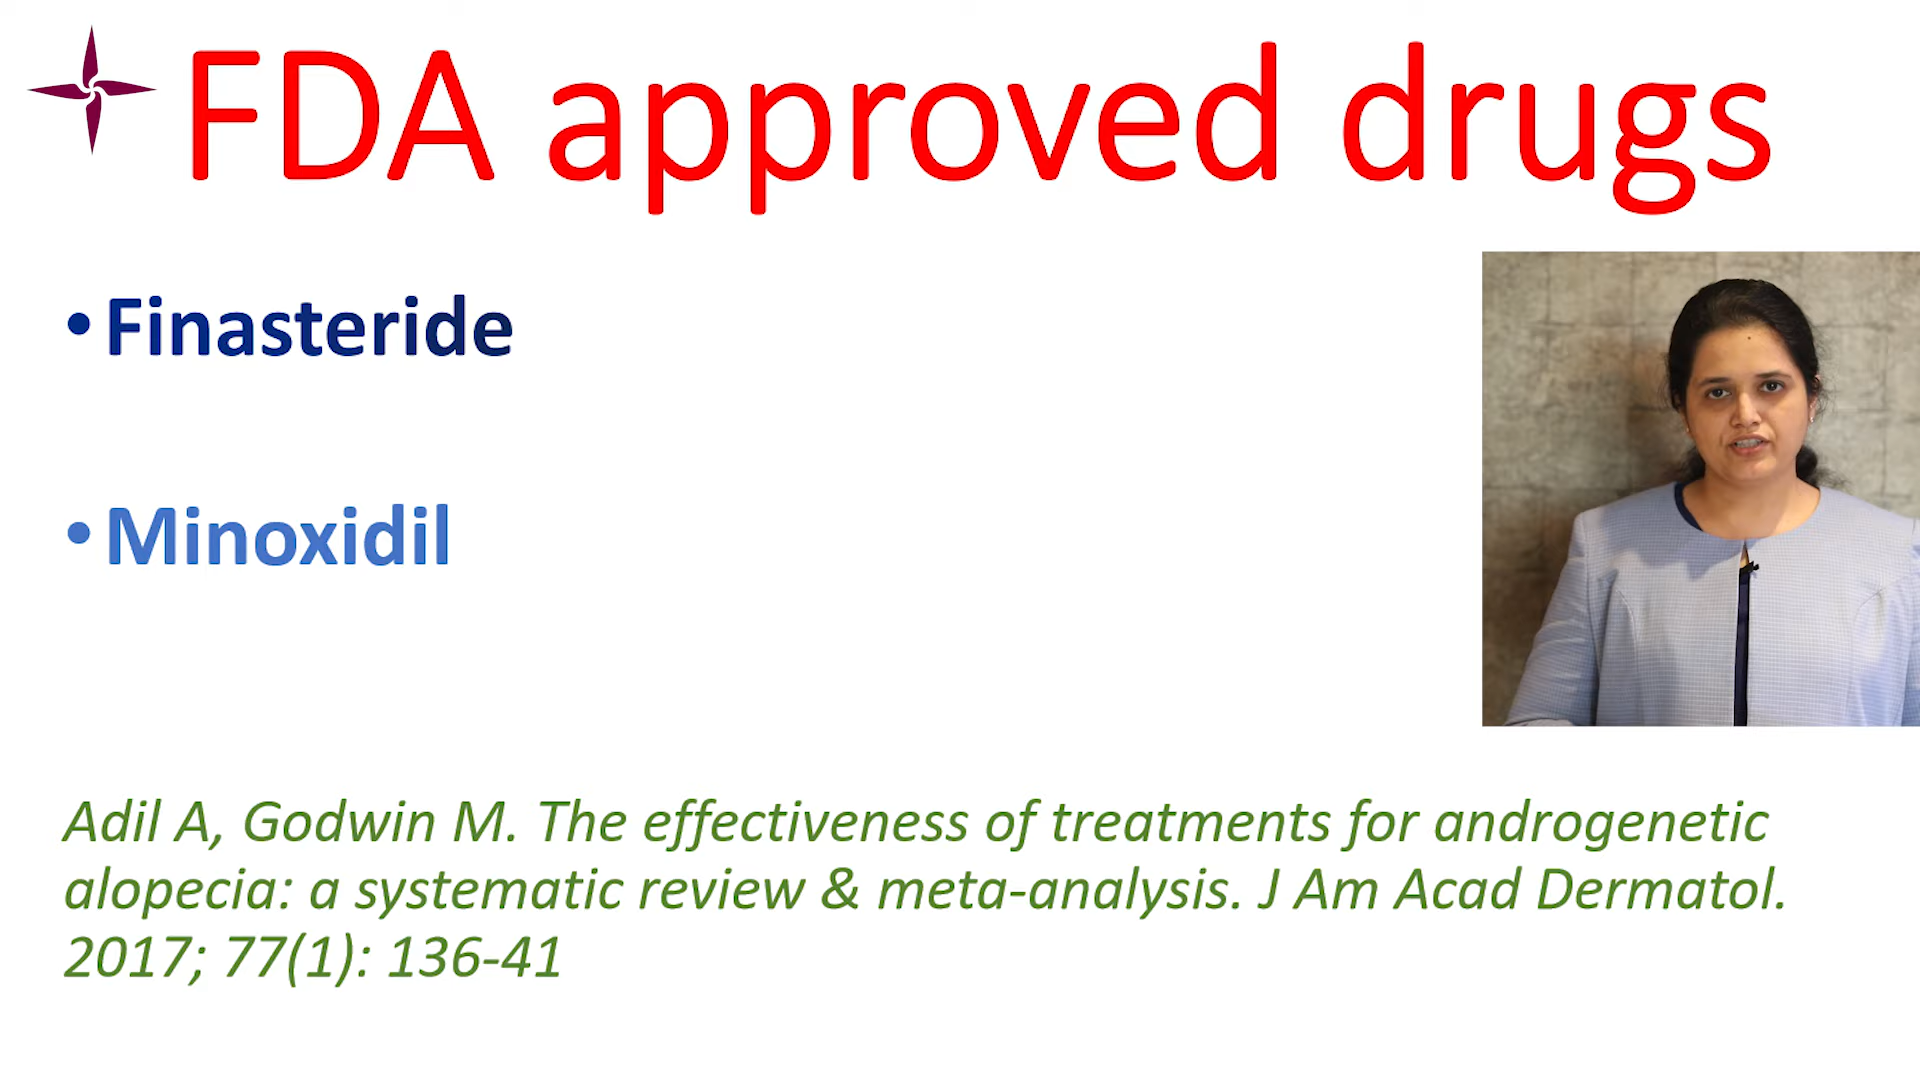 FDA approved drugs
•Finasteride
•Minoxidil
Adil A, Godwin M. The effectiveness of treatments for androgenetic
alopecia: a systematic review & meta-analysis. J Am Acad Dermatol.
2017; 77(1): 136-41